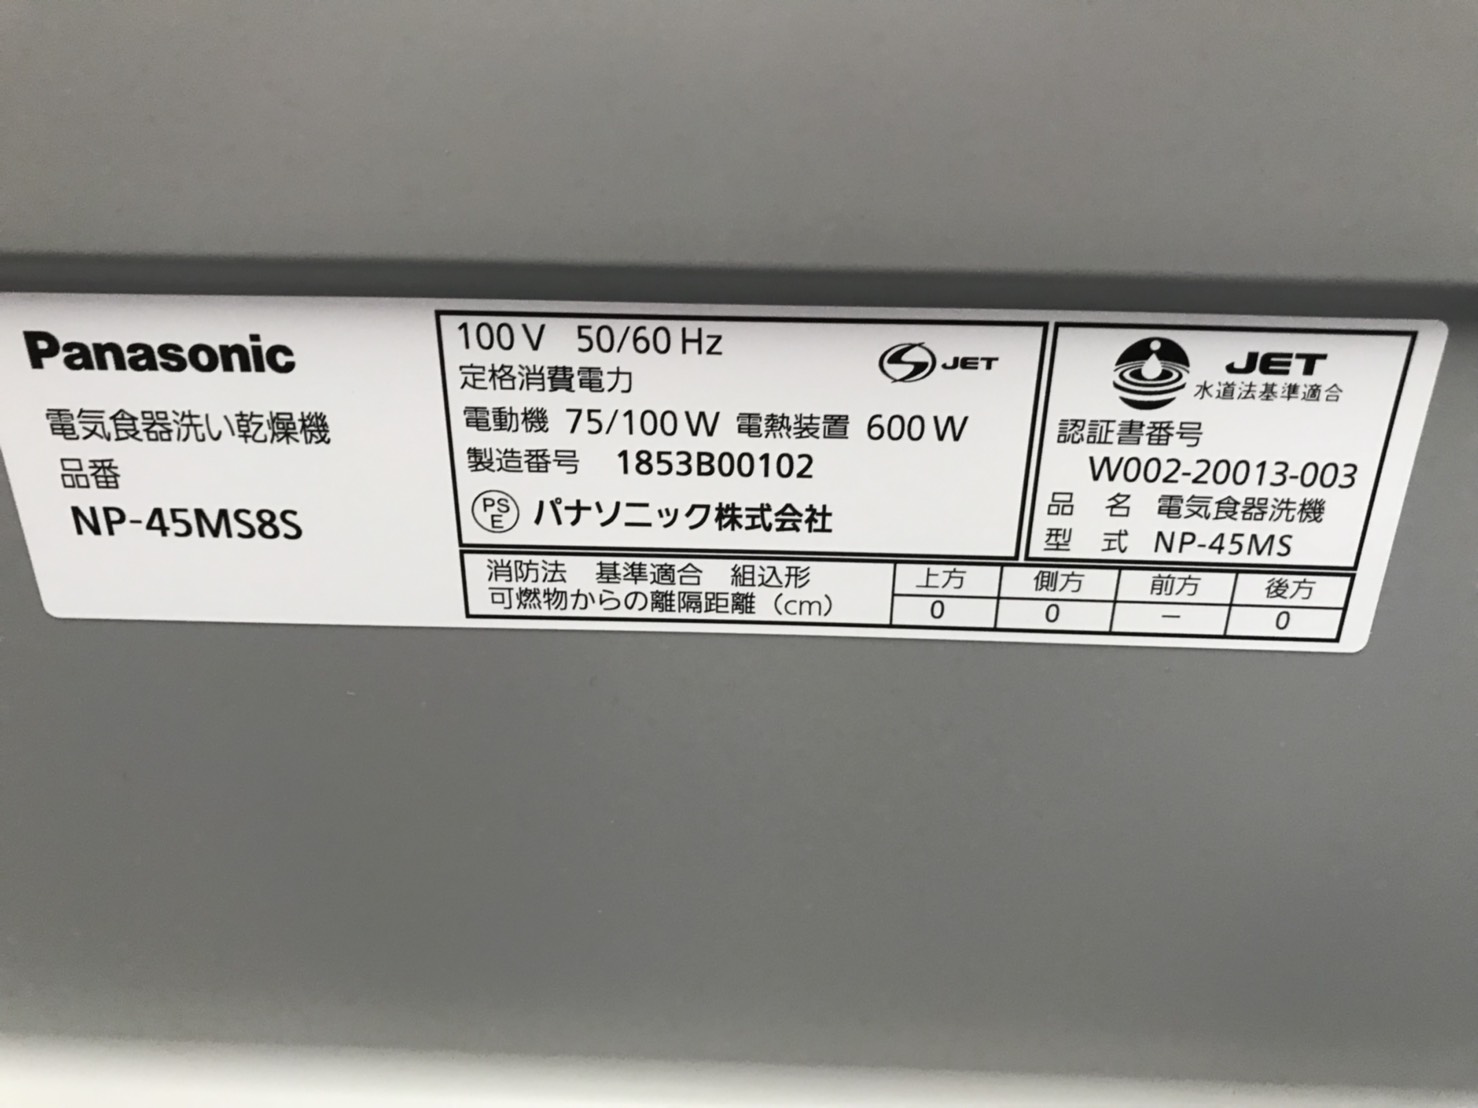 Panasonic
電気食器洗い乾燥機
品番
NP-45MS8S
100V 50/60Hz
JET
定格消費電力
電動機 75/100W 電熱装置 600W
製造番号 1853B00102
PS
E
パナソニック株式会社
JET
水道法基準適合
認証書番号
W002-20013-003
品 名 電気食器洗機
型 式 NP-45MS
消防法 基準適合 組込形
可燃物からの離隔距離（cm）
上方 側方 前方 後方
0 0 － 0